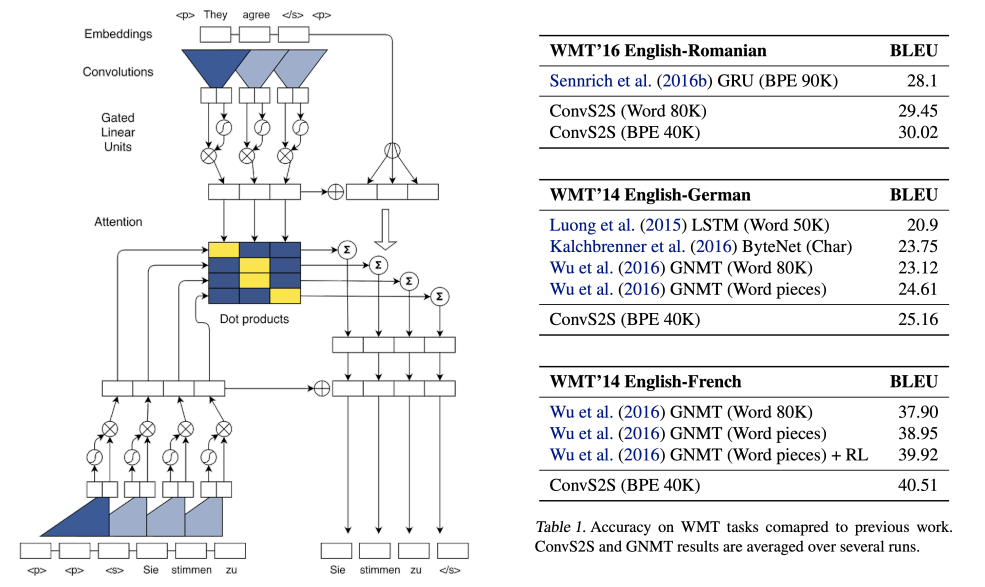 <p> They agree </s> <p>
Embeddings
Convolutions
Gated
Linear
Units
Attention
Σ
Σ
Σ
Σ
Dot products
<p> <p> <s> Sie stimmen zu
Sie stimmen zu </s>
WMT'16 English-Romanian BLEU
Sennrich et al. (2016b) GRU (BPE 90K) 28.1
ConvS2S (Word 80K) 29.45
ConvS2S (BPE 40K) 30.02
WMT'14 English-German BLEU
Luong et al. (2015) LSTM (Word 50K) 20.9
Kalchbrenner et al. (2016) ByteNet (Char) 23.75
Wu et al. (2016) GNMT (Word 80K) 23.12
Wu et al. (2016) GNMT (Word pieces) 24.61
ConvS2S (BPE 40K) 25.16
WMT'14 English-French BLEU
Wu et al. (2016) GNMT (Word 80K) 37.90
Wu et al. (2016) GNMT (Word pieces) 38.95
Wu et al. (2016) GNMT (Word pieces) + RL 39.92
ConvS2S (BPE 40K) 40.51
Table 1. Accuracy on WMT tasks comapred to previous work.
ConvS2S and GNMT results are averaged over several runs.